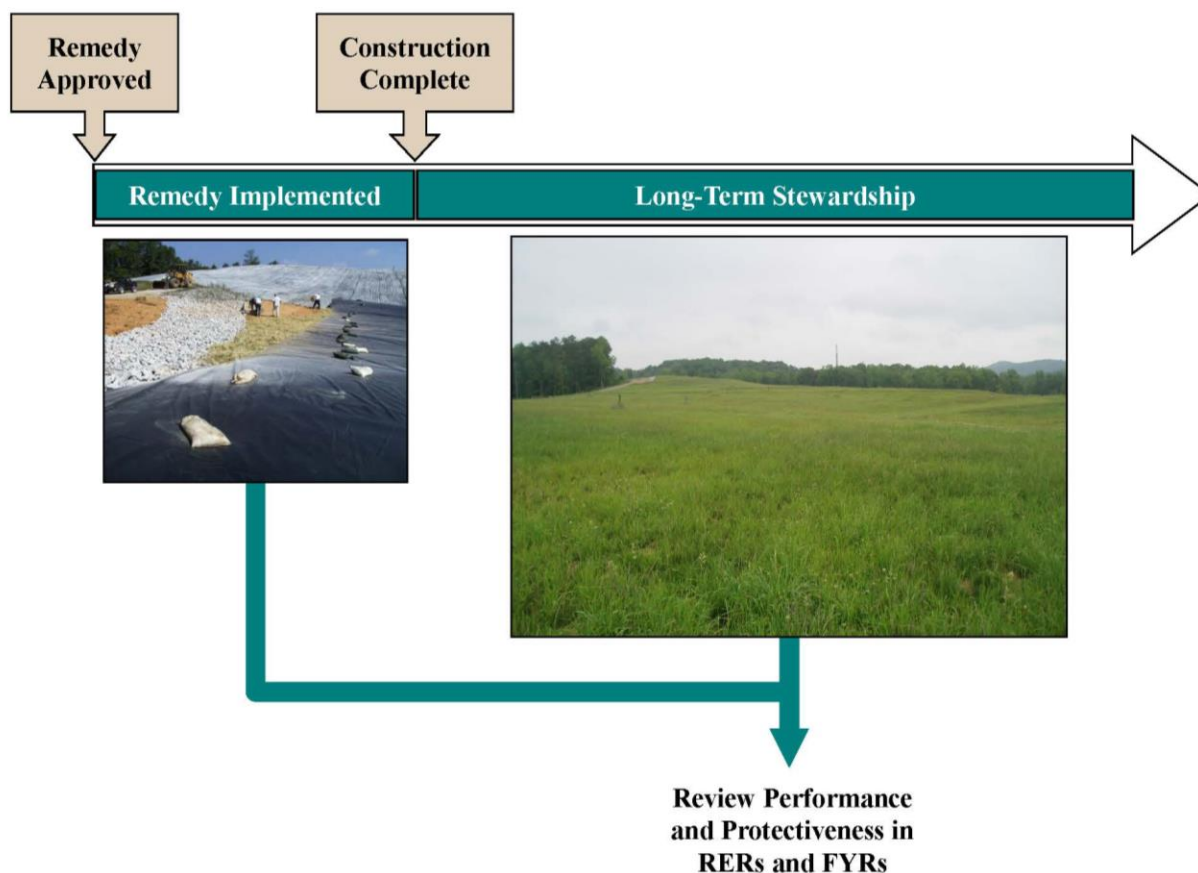 Remedy
Approved
Construction
Complete
Remedy Implemented
Long-Term Stewardship
Review Performance
and Protectiveness in
RERs and FYRs